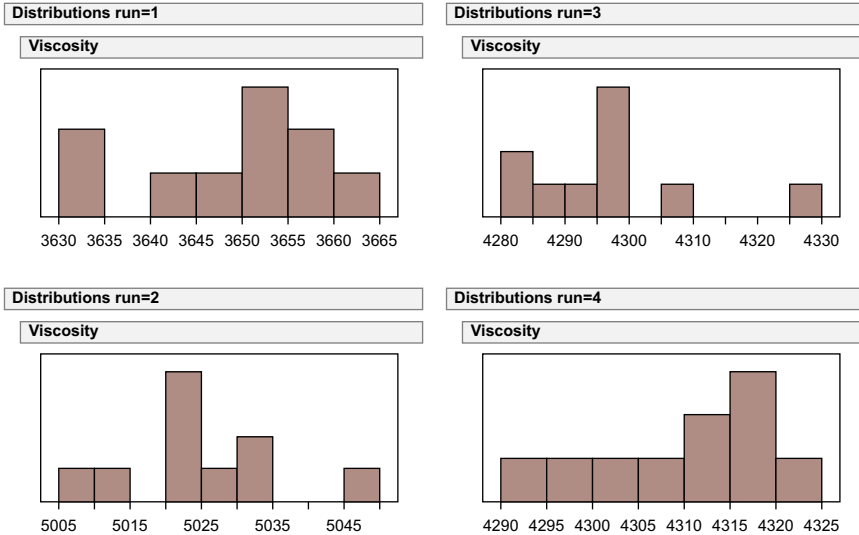 Distributions run=1
Viscosity
3630 3635 3640 3645 3650 3655 3660 3665
Distributions run=3
Viscosity
4280 4290 4300 4310 4320 4330
Distributions run=2
Viscosity
5005 5015 5025 5035 5045
Distributions run=4
Viscosity
4290 4295 4300 4305 4310 4315 4320 4325